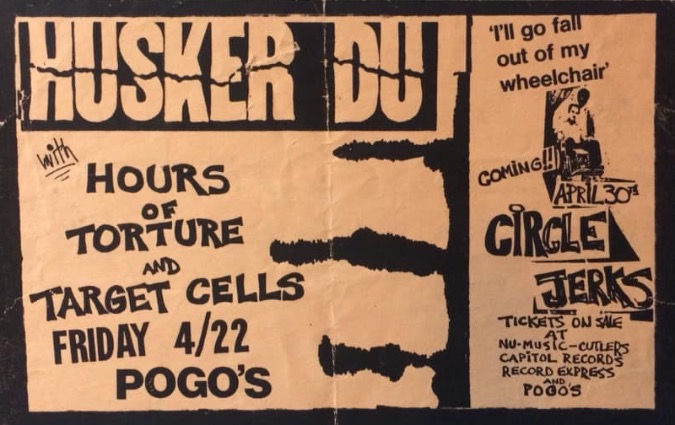 HUSKER DU
with
HOURS
OF
TORTURE
AND
TARGET CELLS
FRIDAY 4/22
POGO'S
'I'll go fall
out of my
wheelchair'
COMING!!
APRIL 30TH
CIRCLE
JERKS
TICKETS ON SALE
AT
NU-MUSIC-CUTLERS
CAPITOL RECORDS
RECORD EXPRESS
AND
POGO'S